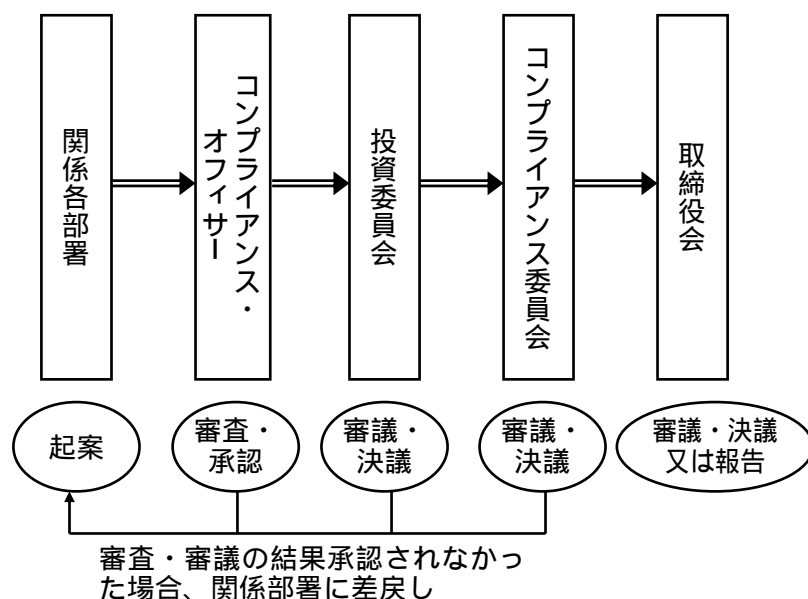 関係各部署
コンプライアンス・
オフィサー
投資委員会
コンプライアンス委員会
取締役会
起案
審査・
承認
審議・
決議
審議・
決議
審議・決議
又は報告
審査・審議の結果承認されなかっ
た場合、関係部署に差戻し